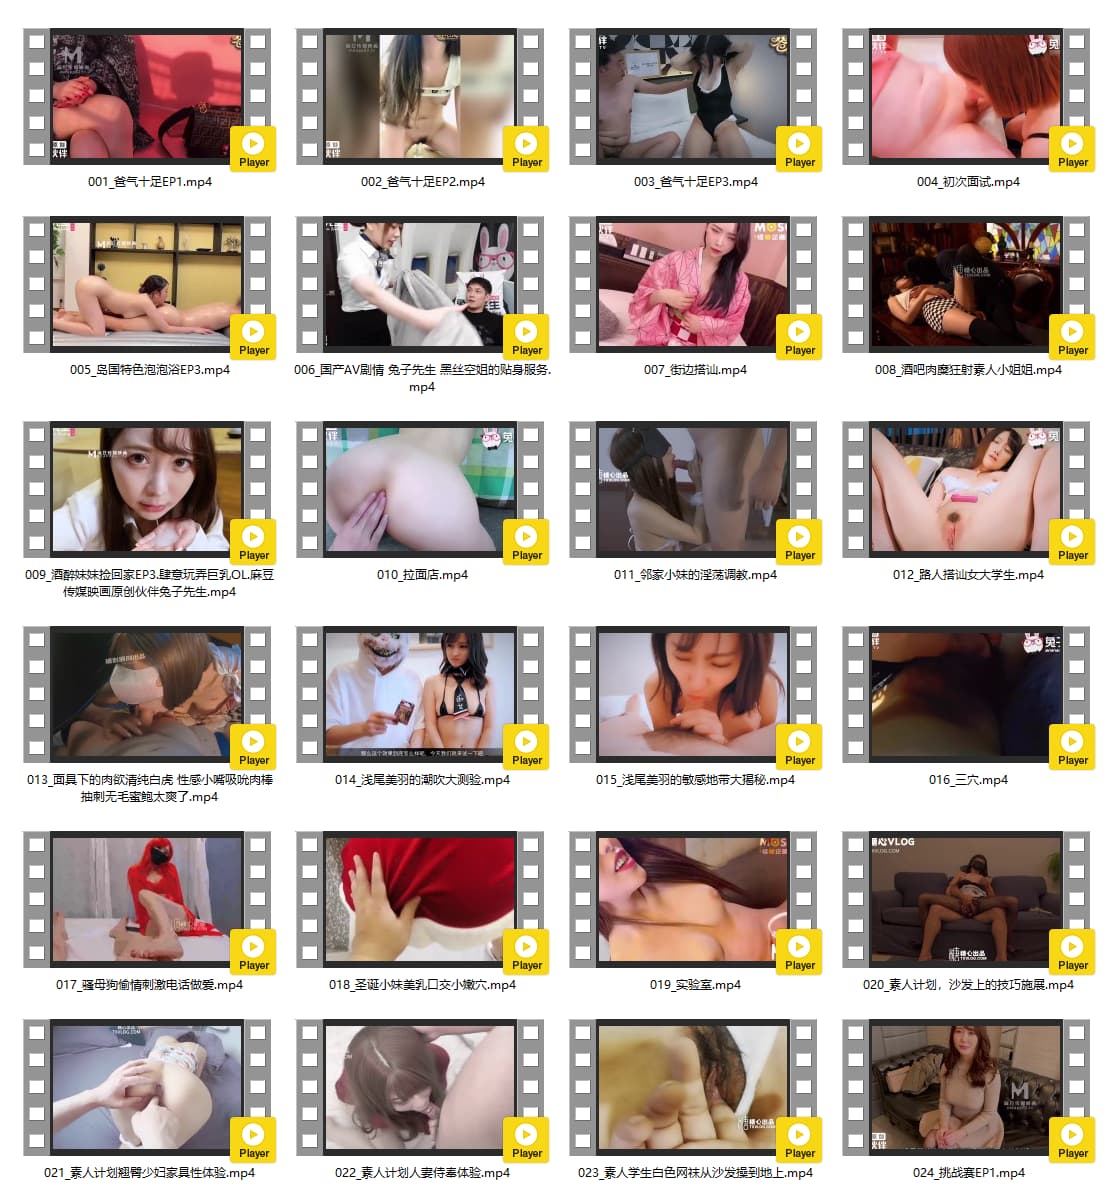 Player
Player
Player
Player
001_爸气十足EP1.mp4
002_爸气十足EP2.mp4
003_爸气十足EP3.mp4
004_初次面试.mp4
Player
Player
MOS
Player
Player
005_岛国特色泡泡浴EP3.mp4
006_国产AV剧情 兔子先生 黑丝空姐的贴身服务.
mp4
007_街边搭讪.mp4
008_酒吧肉糜狂射素人小姐姐.mp4
Player
Player
Player
Player
009_酒醉妹妹捡回家EP3.肆意玩弄巨乳OL.麻豆
传媒映画原创伙伴兔子先生.mp4
010_拉面店.mp4
011_邻家小妹的淫荡调教.mp4
012_路人搭讪女大学生.mp4
Player
Player
Player
Player
013_面具下的肉欲清纯白虎 性感小嘴吸吮肉棒
抽刺无毛蜜鲍太爽了.mp4
014_浅尾美羽的潮吹大测验.mp4
015_浅尾美羽的敏感地带大揭秘.mp4
016_三穴.mp4
Player
Player
MOS
Player
糖心VLOG
糖心出品
Player
017_骚母狗偷情刺激电话做爱.mp4
018_圣诞小妹美乳口交小嫩穴.mp4
019_实验室.mp4
020_素人计划，沙发上的技巧施展.mp4
Player
Player
糖心出品
Player
Player
021_素人计划翘臀少妇家具性体验.mp4
022_素人计划人妻侍奉体验.mp4
023_素人学生白色网袜从沙发操到地上.mp4
024_挑战赛EP1.mp4